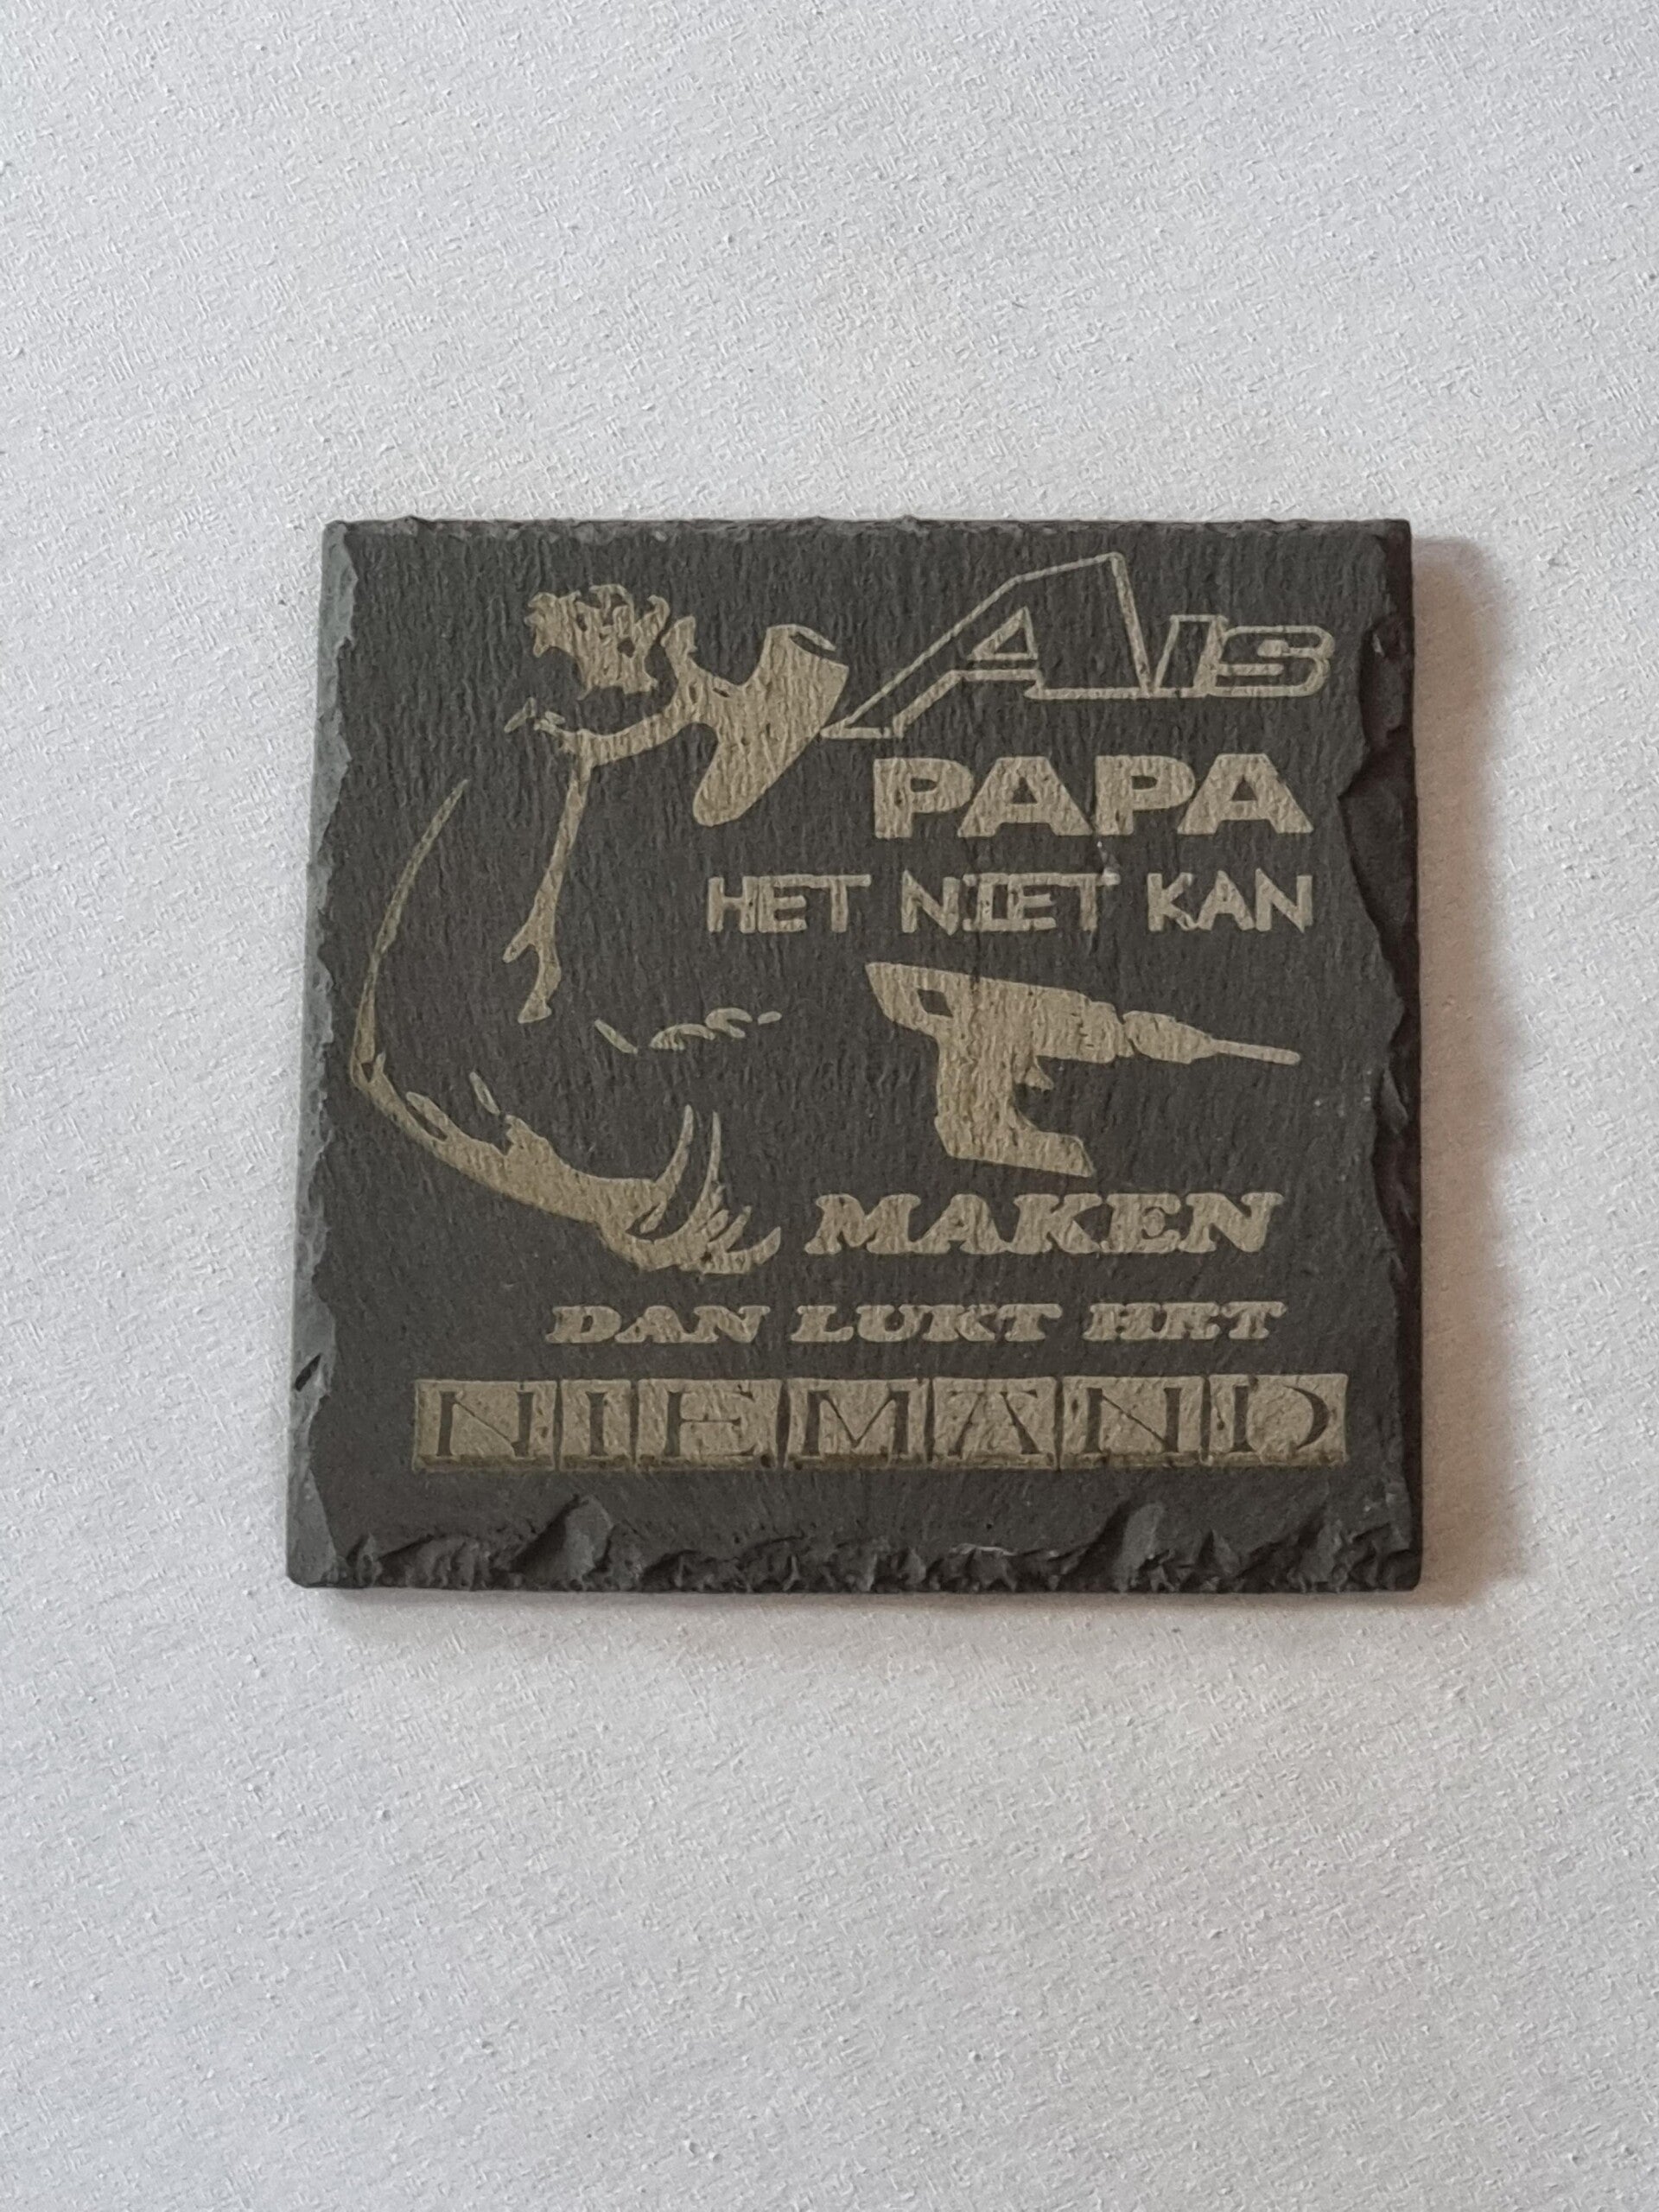 Als
PAPA
HET NIET KAN
MAKEN
DAN LUKT HET
NIEMAND